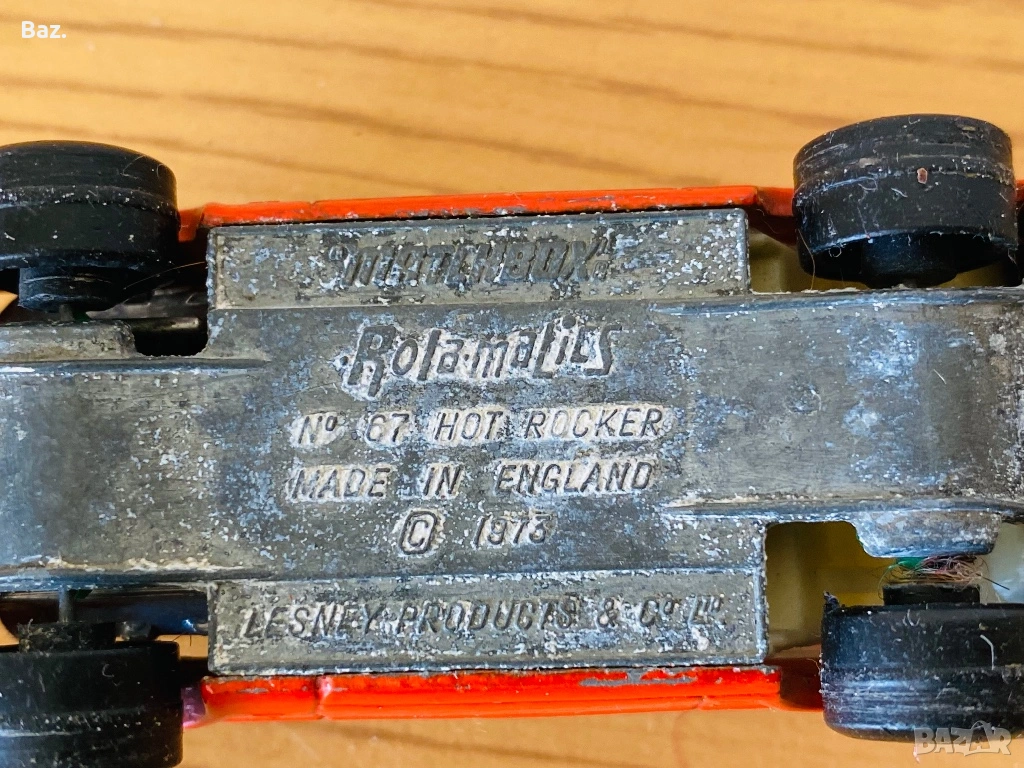 Baz.
"MATCHBOX"
Rola-matics
Nº 67 HOT ROCKER
MADE IN ENGLAND
© 1973
LESNEY PRODUCTS & Cº Lᵀᴰ
BAZAR